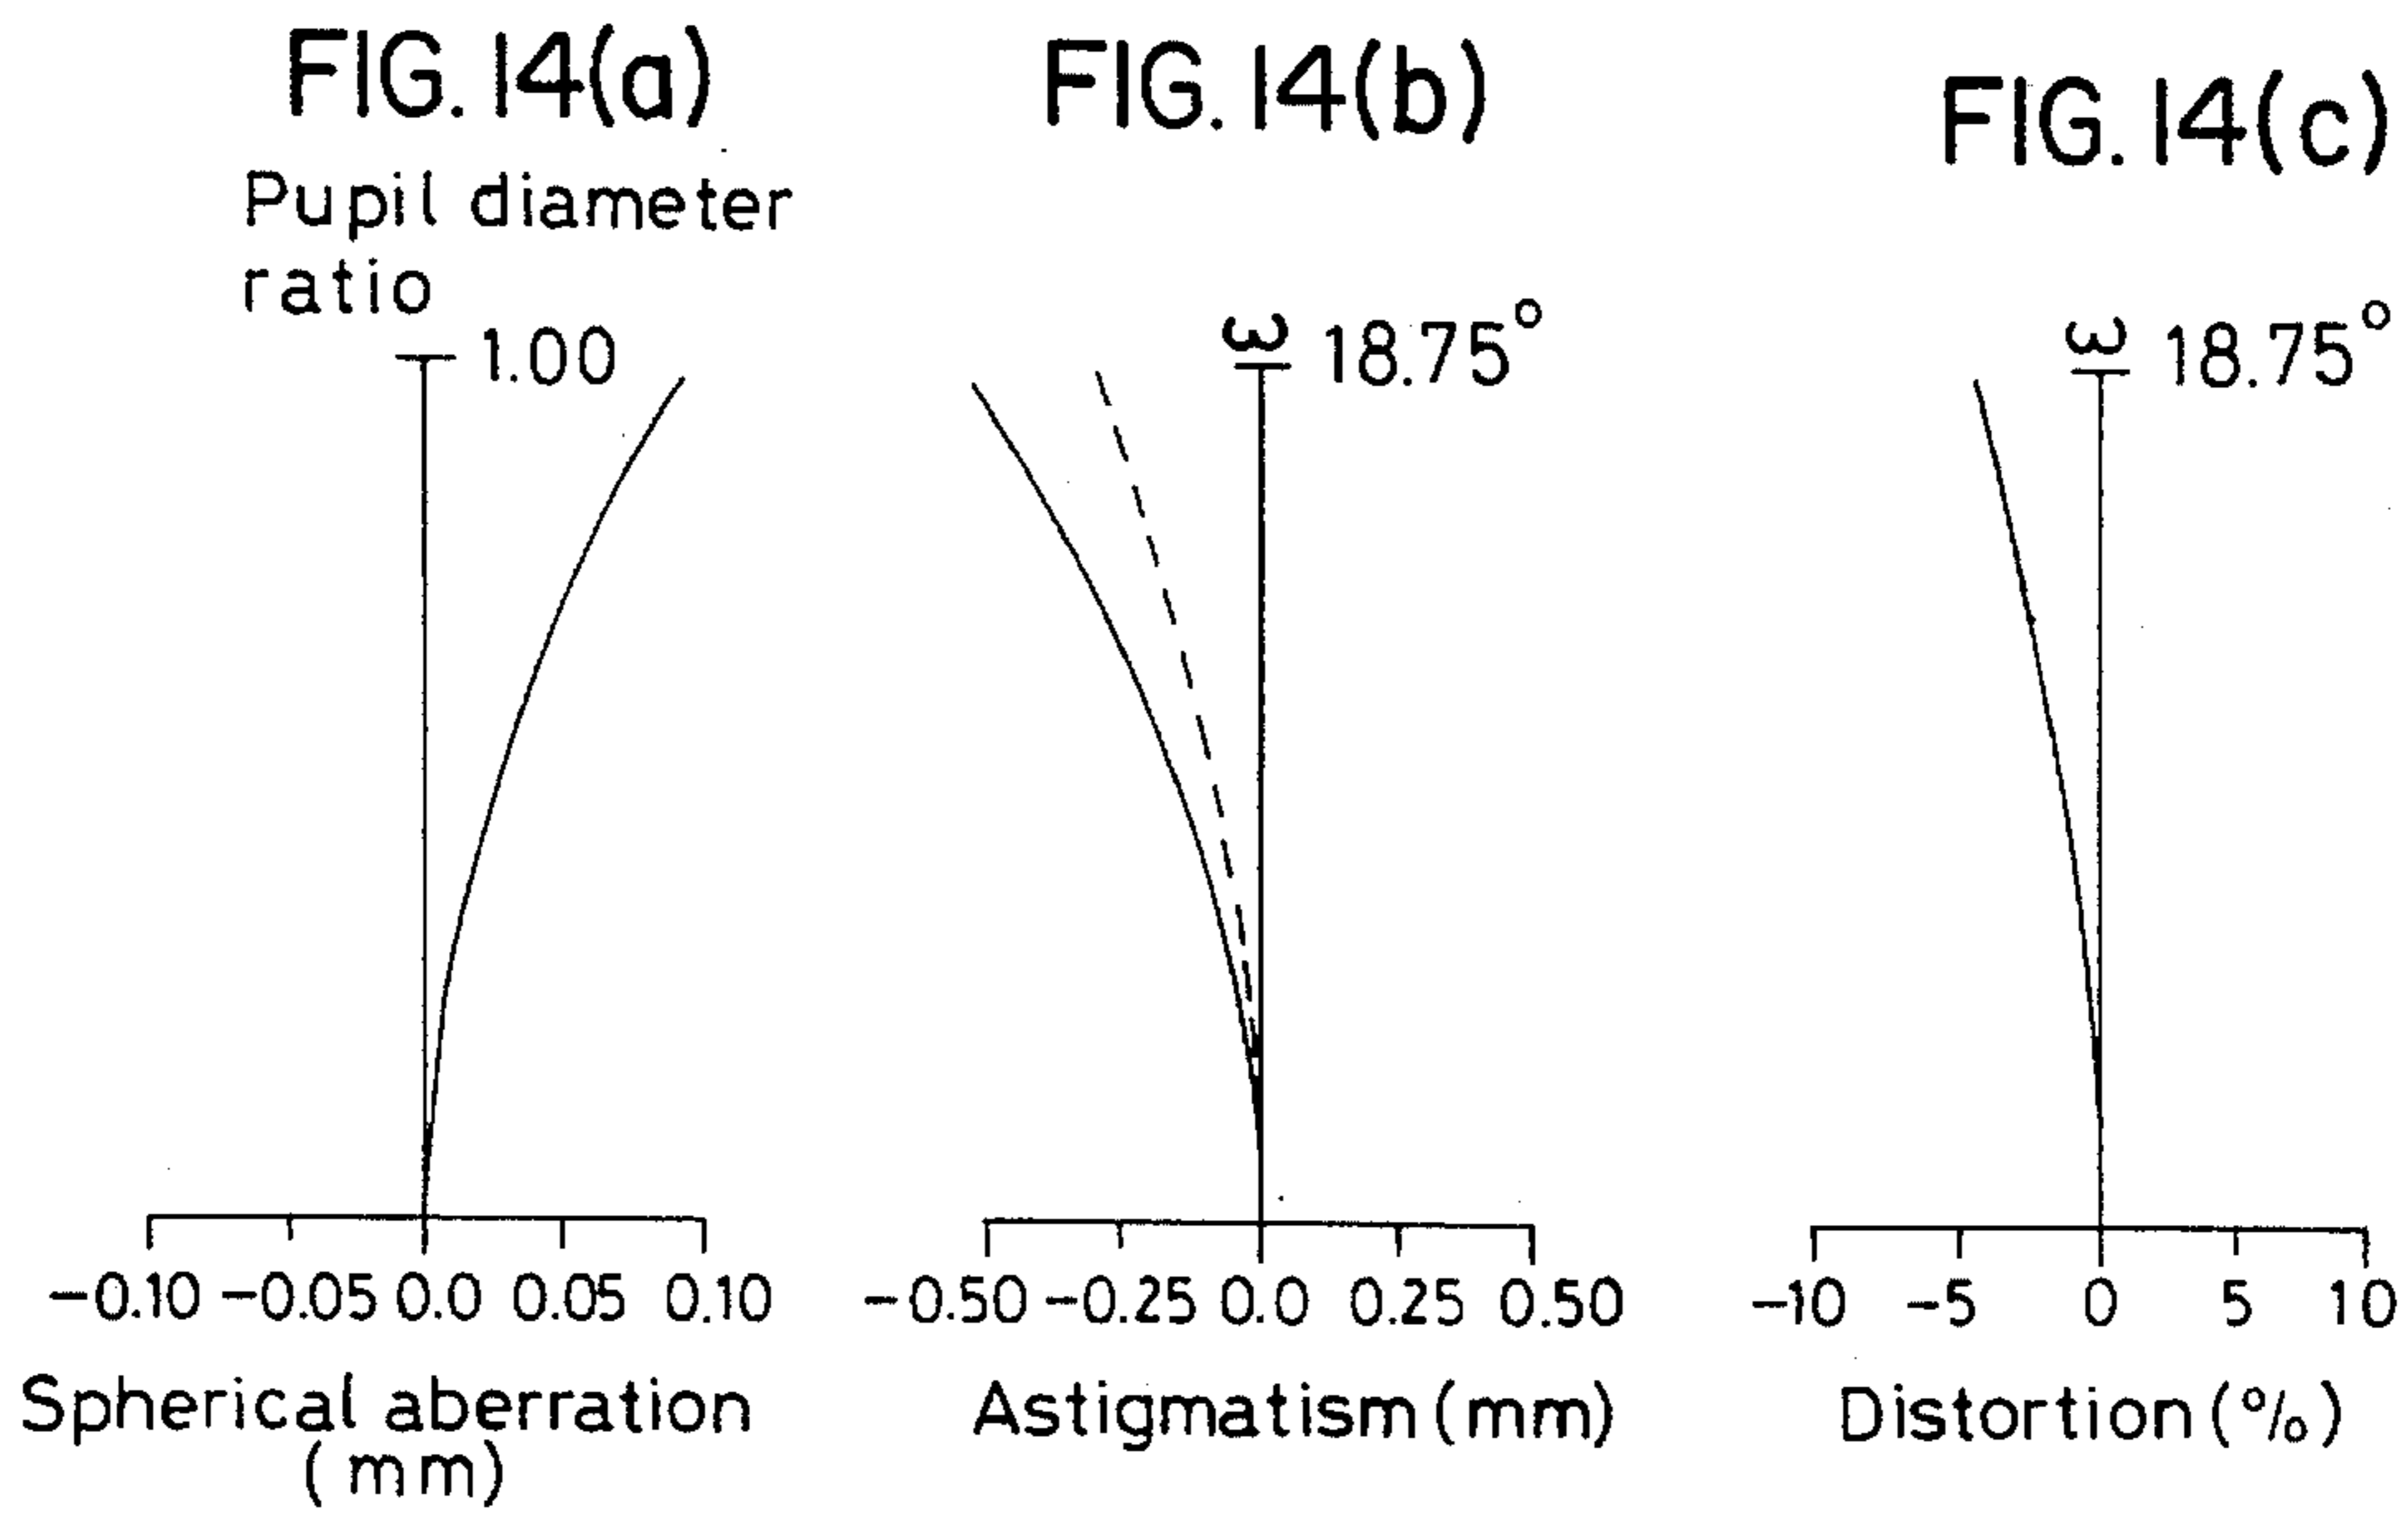 FIG. 14(a)
Pupil diameter
ratio
1.00
-0.10 -0.05 0.0 0.05 0.10
Spherical aberration
(mm)
FIG. 14(b)
ω 18.75°
-0.50 -0.25 0.0 0.25 0.50
Astigmatism (mm)
FIG. 14(c)
ω 18.75°
-10 -5 0 5 10
Distortion (%)